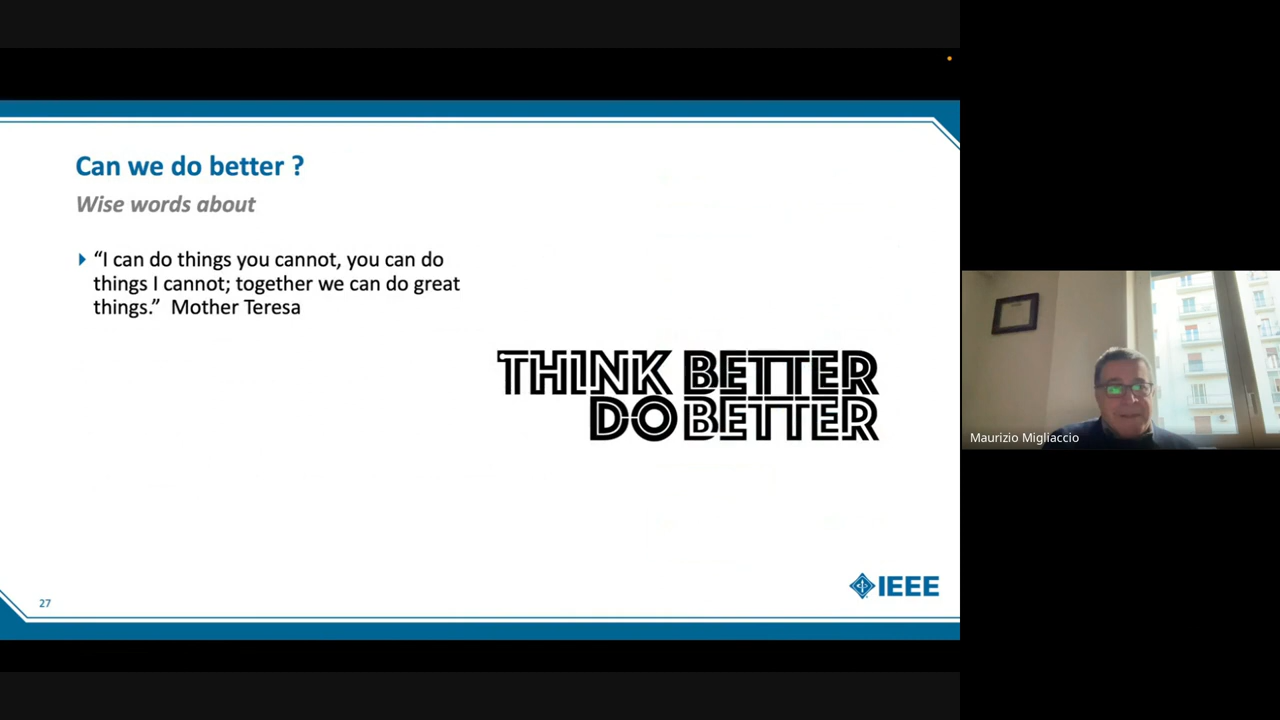 Can we do better ?
Wise words about
“I can do things you cannot, you can do
things I cannot; together we can do great
things.”  Mother Teresa
THINK BETTER
DO BETTER
IEEE
27
Maurizio Migliaccio